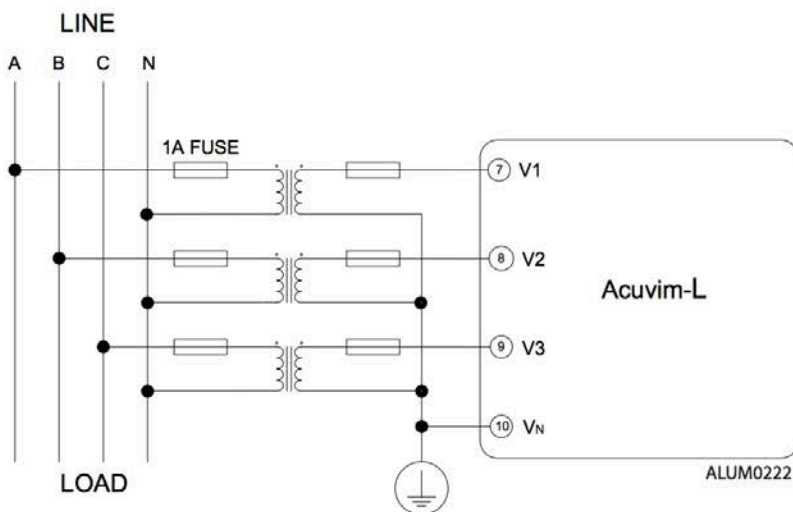 LINE
A B C N
1A FUSE
7 V1
8 V2
Acuvim-L
9 V3
10 VN
ALUM0222
LOAD